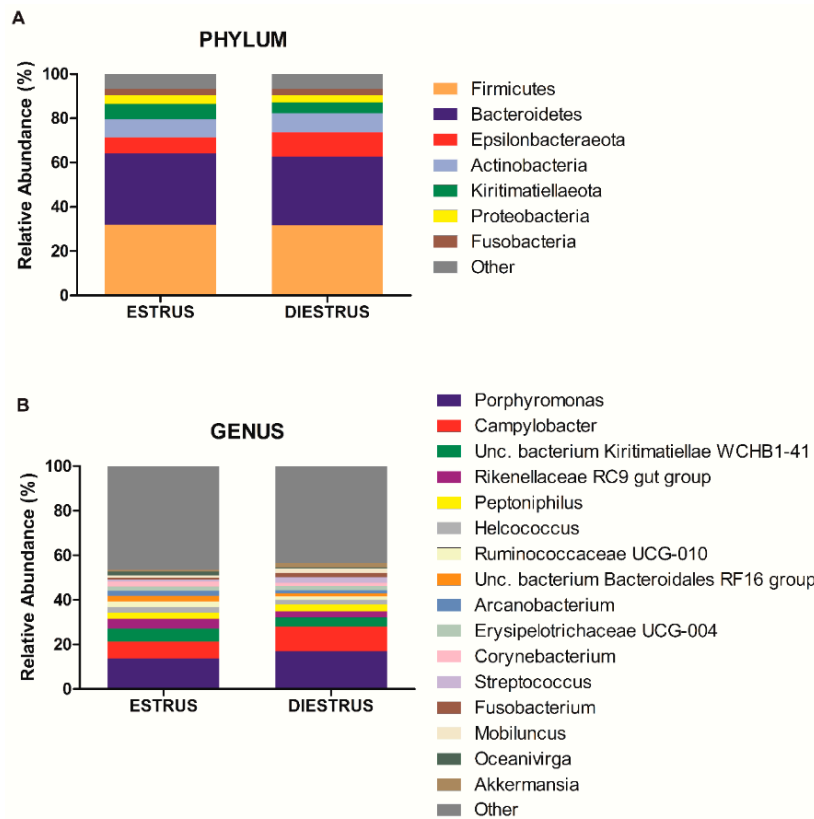 A
PHYLUM
Relative Abundance (%)
100
80
60
40
20
0
ESTRUS
DIESTRUS
Firmicutes
Bacteroidetes
Epsilonbacteraeota
Actinobacteria
Kiritimatiellaeota
Proteobacteria
Fusobacteria
Other
B
GENUS
Relative Abundance (%)
100
80
60
40
20
0
ESTRUS
DIESTRUS
Porphyromonas
Campylobacter
Unc. bacterium Kiritimatiellae WCHB1-41
Rikenellaceae RC9 gut group
Peptoniphilus
Helcococcus
Ruminococcaceae UCG-010
Unc. bacterium Bacteroidales RF16 group
Arcanobacterium
Erysipelotrichaceae UCG-004
Corynebacterium
Streptococcus
Fusobacterium
Mobiluncus
Oceanivirga
Akkermansia
Other